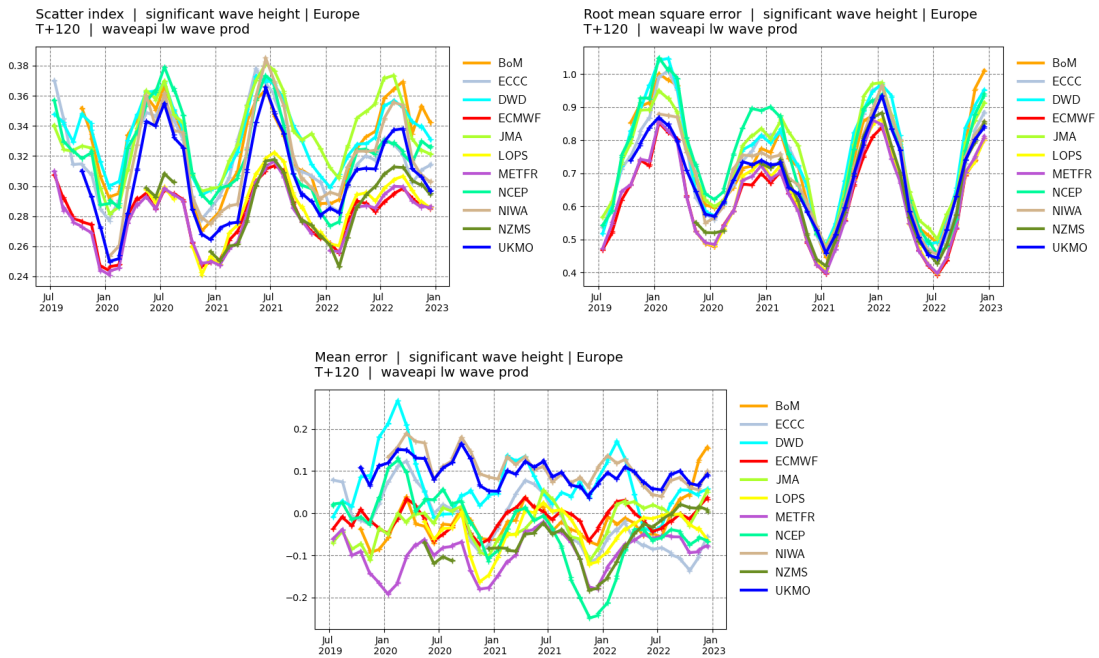 Scatter index | significant wave height | Europe
T+120 | waveapi lw wave prod
0.38
0.36
0.34
0.32
0.30
0.28
0.26
0.24
Jul 2019
Jan 2020
Jul 2020
Jan 2021
Jul 2021
Jan 2022
Jul 2022
Jan 2023
BoM
ECCC
DWD
ECMWF
JMA
LOPS
METFR
NCEP
NIWA
NZMS
UKMO
Root mean square error | significant wave height | Europe
T+120 | waveapi lw wave prod
1.0
0.9
0.8
0.7
0.6
0.5
0.4
Jul 2019
Jan 2020
Jul 2020
Jan 2021
Jul 2021
Jan 2022
Jul 2022
Jan 2023
BoM
ECCC
DWD
ECMWF
JMA
LOPS
METFR
NCEP
NIWA
NZMS
UKMO
Mean error | significant wave height | Europe
T+120 | waveapi lw wave prod
0.2
0.1
0.0
−0.1
−0.2
Jul 2019
Jan 2020
Jul 2020
Jan 2021
Jul 2021
Jan 2022
Jul 2022
Jan 2023
BoM
ECCC
DWD
ECMWF
JMA
LOPS
METFR
NCEP
NIWA
NZMS
UKMO